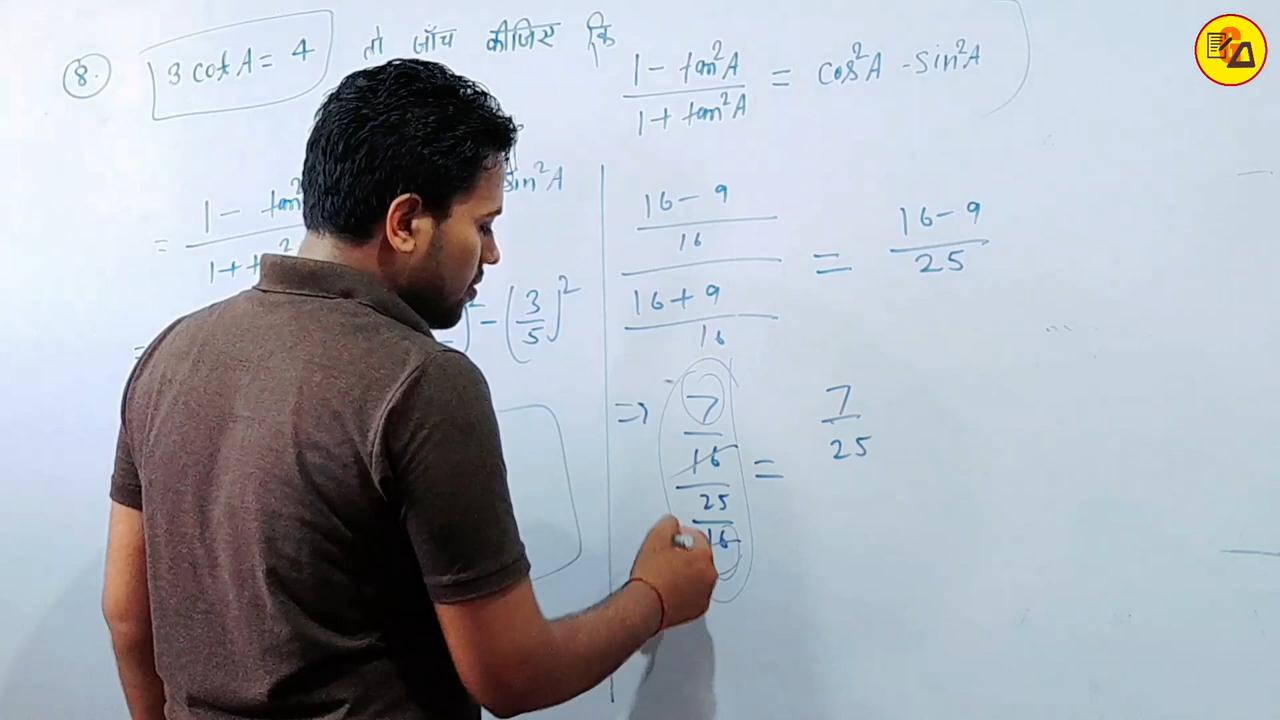 8. 3 cot A = 4 तो जाँच कीजिए कि
1 - tan²A
1 + tan²A
= cos²A - sin²A
1 - tan²
sin²A
=
1 +
- (3/5)²
16 - 9
16
16 + 9
16
=
16 - 9
25
=> 7
16
25
16
=
7
25